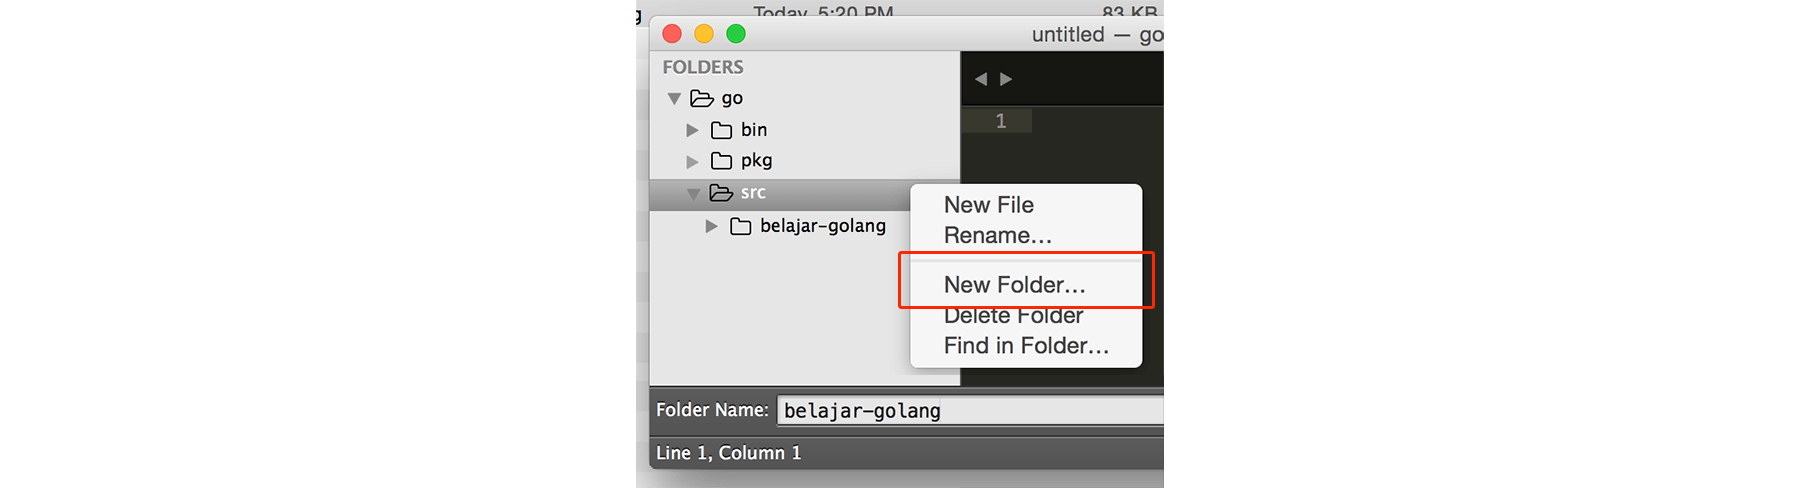 Today, 5:20 PM
83 KB
untitled — go
FOLDERS
go
bin
pkg
src
belajar-golang
1
New File
Rename...
New Folder...
Delete Folder
Find in Folder...
Folder Name: belajar-golang
Line 1, Column 1